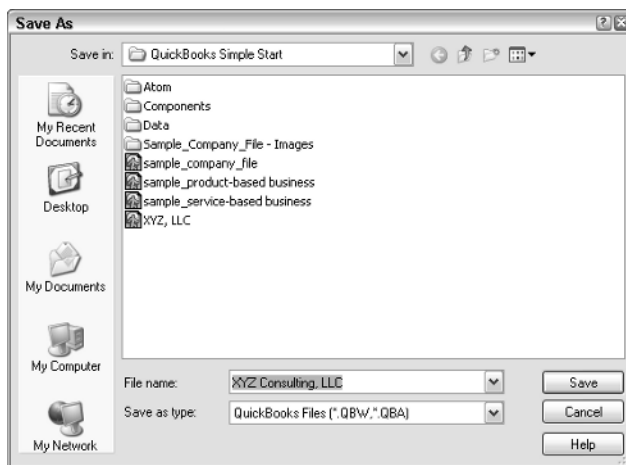 Save As
Save in: QuickBooks Simple Start
My Recent
Documents
Desktop
My Documents
My Computer
My Network
Atom
Components
Data
Sample_Company_File - Images
sample_company_file
sample_product-based business
sample_service-based business
XYZ, LLC
File name: XYZ Consulting, LLC
Save as type: QuickBooks Files (*.QBW,*.QBA)
Save
Cancel
Help